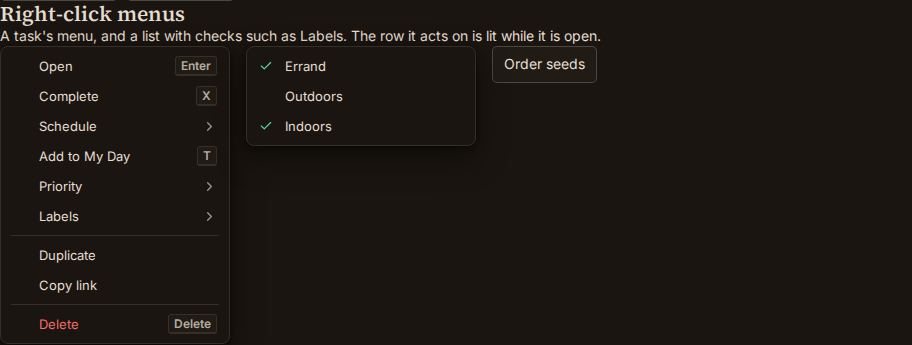 Right-click menus
A task's menu, and a list with checks such as Labels. The row it acts on is lit while it is open.
Open Enter
Complete X
Schedule
Add to My Day T
Priority
Labels
Duplicate
Copy link
Delete Delete
Errand
Outdoors
Indoors
Order seeds